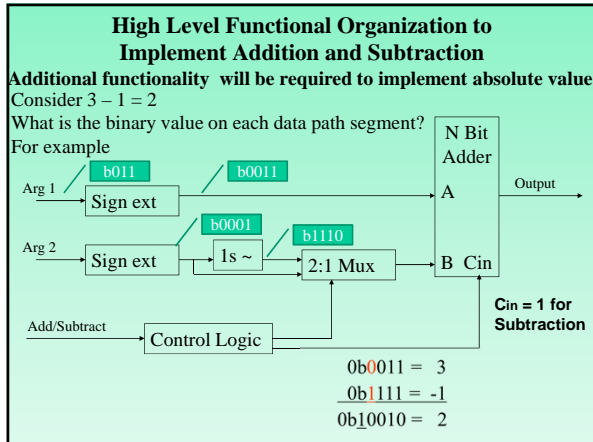 High Level Functional Organization to
Implement Addition and Subtraction
Additional functionality will be required to implement absolute value
Consider 3 – 1 = 2
What is the binary value on each data path segment?
For example
N Bit
Adder
b011
b0011
Arg 1
Sign ext
A
Output
b0001
b1110
Arg 2
Sign ext
1s ~
2:1 Mux
B Cin
Cin = 1 for
Subtraction
Add/Subtract
Control Logic
0b0011 = 3
0b1111 = -1
0b10010 = 2